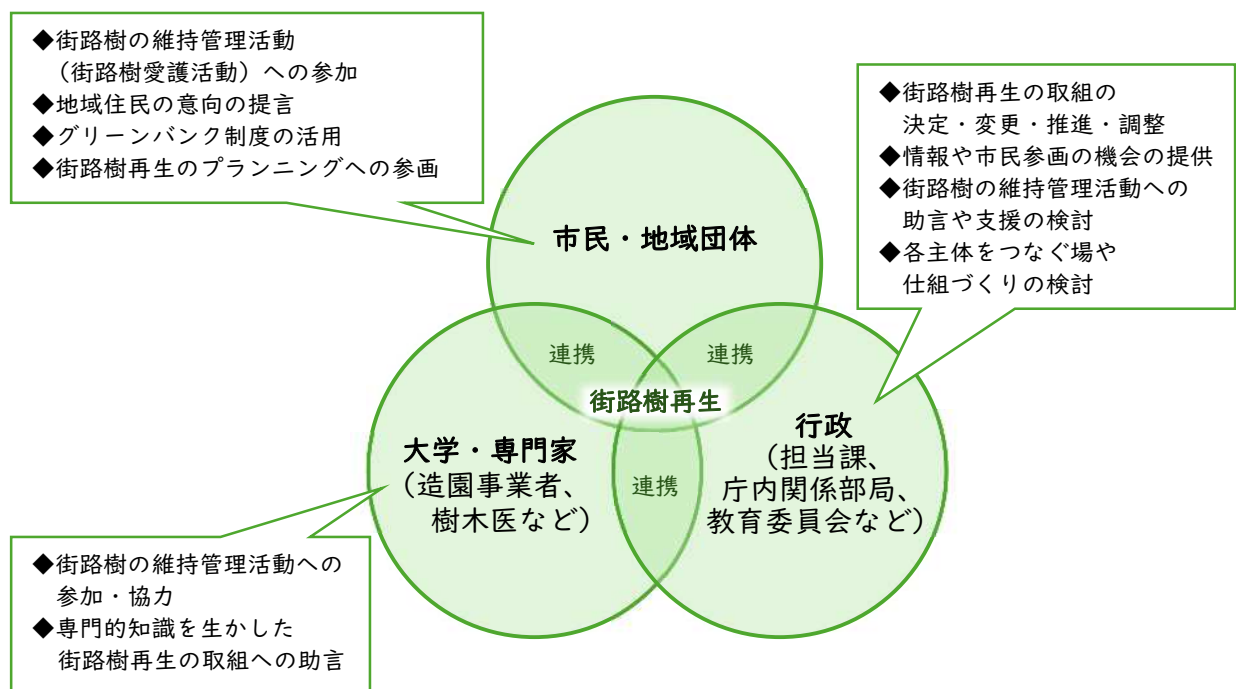 ◆街路樹の維持管理活動
（街路樹愛護活動）への参加
◆地域住民の意向の提言
◆グリーンバンク制度の活用
◆街路樹再生のプランニングへの参画
◆街路樹再生の取組の
決定・変更・推進・調整
◆情報や市民参画の機会の提供
◆街路樹の維持管理活動への
助言や支援の検討
◆各主体をつなぐ場や
仕組づくりの検討
市民・地域団体
連携
連携
街路樹再生
大学・専門家
（造園事業者、
樹木医など）
連携
行政
（担当課、
庁内関係部局、
教育委員会など）
◆街路樹の維持管理活動への
参加・協力
◆専門的知識を生かした
街路樹再生の取組への助言